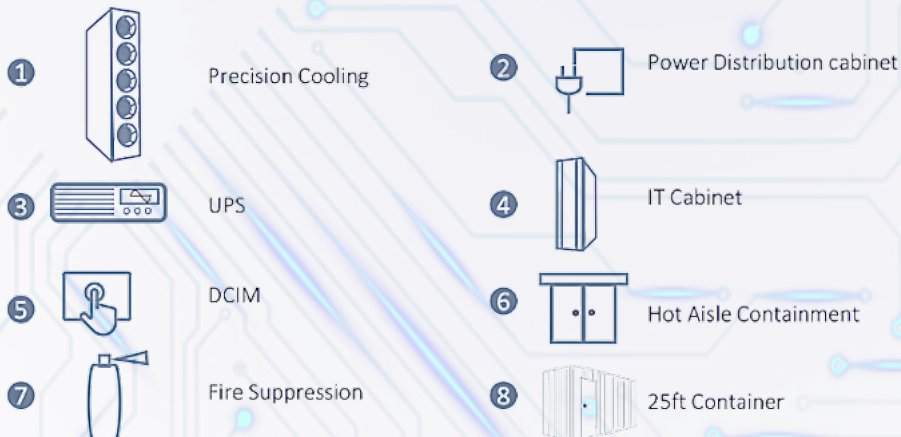 1 Precision Cooling
2 Power Distribution cabinet
3 UPS
4 IT Cabinet
5 DCIM
6 Hot Aisle Containment
7 Fire Suppression
8 25ft Container